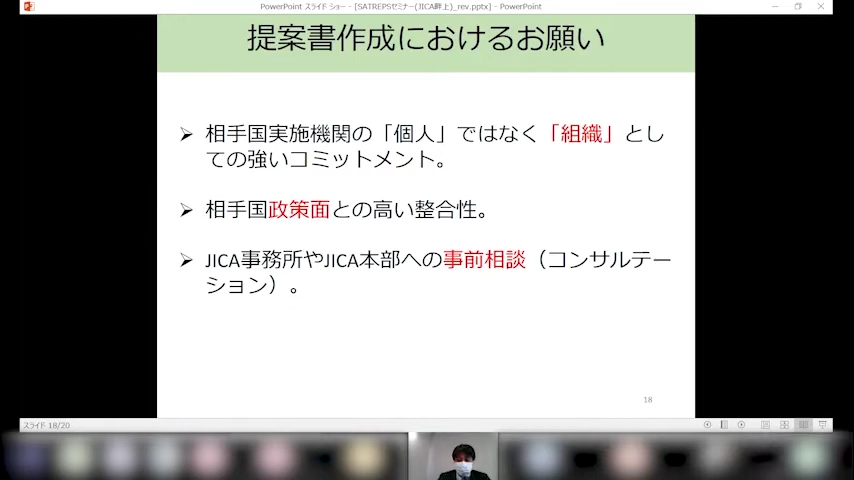 PowerPoint スライド ショー - [SATREPSセミナー(JICA畔上)_rev.pptx] - PowerPoint
提案書作成におけるお願い
➢ 相手国実施機関の「個人」ではなく「組織」とし
ての強いコミットメント。
➢ 相手国政策面との高い整合性。
➢ JICA事務所やJICA本部への事前相談（コンサルテー
ション）。
18
スライド 18/20